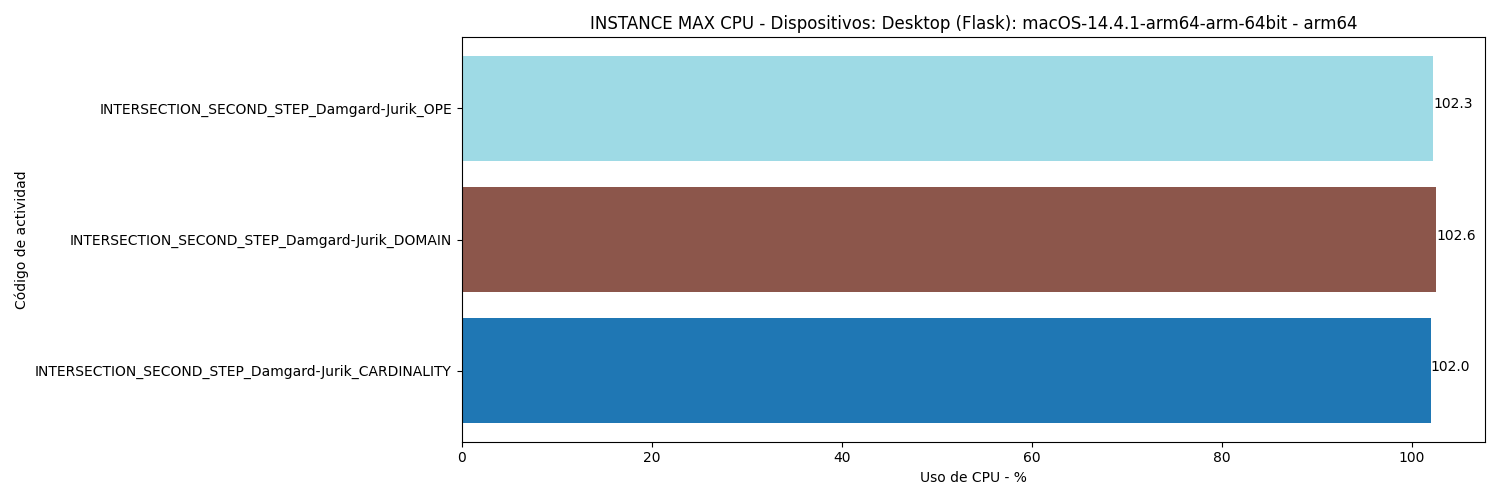 INSTANCE MAX CPU - Dispositivos: Desktop (Flask): macOS-14.4.1-arm64-arm-64bit - arm64
Código de actividad
INTERSECTION_SECOND_STEP_Damgard-Jurik_OPE
102.3
INTERSECTION_SECOND_STEP_Damgard-Jurik_DOMAIN
102.6
INTERSECTION_SECOND_STEP_Damgard-Jurik_CARDINALITY
102.0
0 20 40 60 80 100
Uso de CPU - %